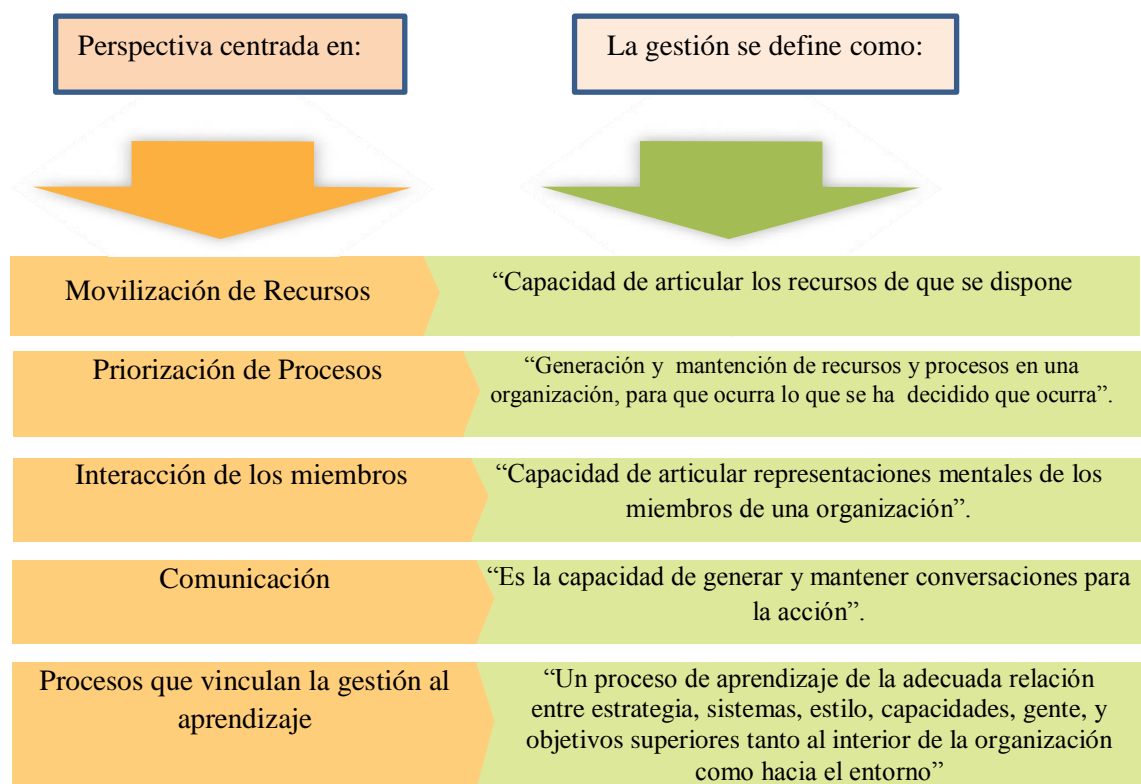 Perspectiva centrada en:
La gestión se define como:
Movilización de Recursos
“Capacidad de articular los recursos de que se dispone
Priorización de Procesos
“Generación y mantención de recursos y procesos en una
organización, para que ocurra lo que se ha decidido que ocurra”.
Interacción de los miembros
“Capacidad de articular representaciones mentales de los
miembros de una organización”.
Comunicación
“Es la capacidad de generar y mantener conversaciones para
la acción”.
Procesos que vinculan la gestión al
aprendizaje
“Un proceso de aprendizaje de la adecuada relación
entre estrategia, sistemas, estilo, capacidades, gente, y
objetivos superiores tanto al interior de la organización
como hacia el entorno”